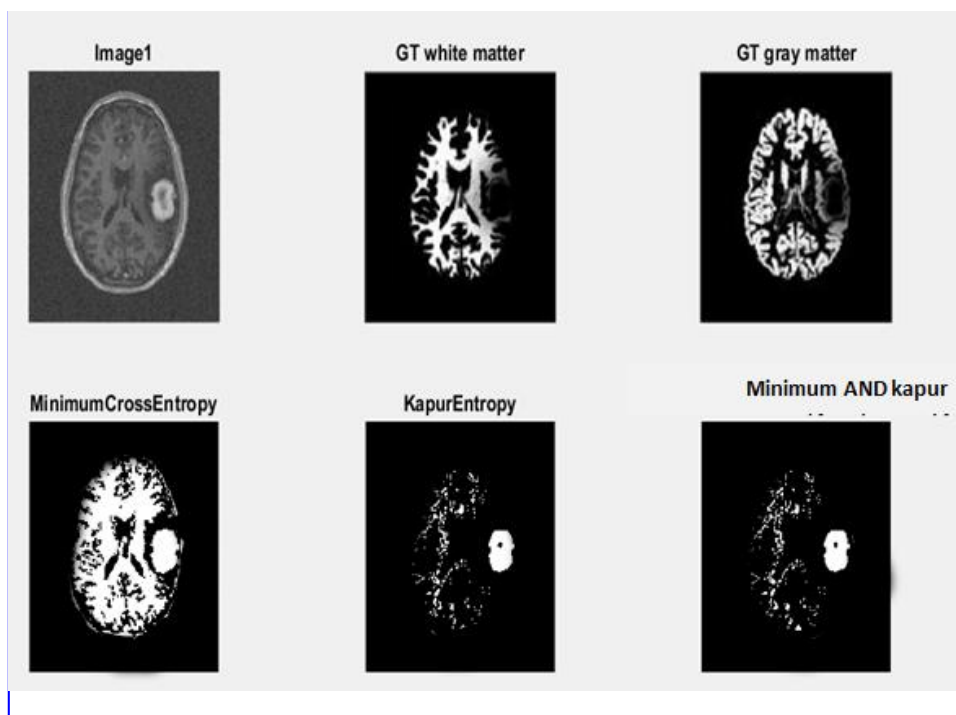 Image1
GT white matter
GT gray matter
MinimumCrossEntropy
KapurEntropy
Minimum AND kapur